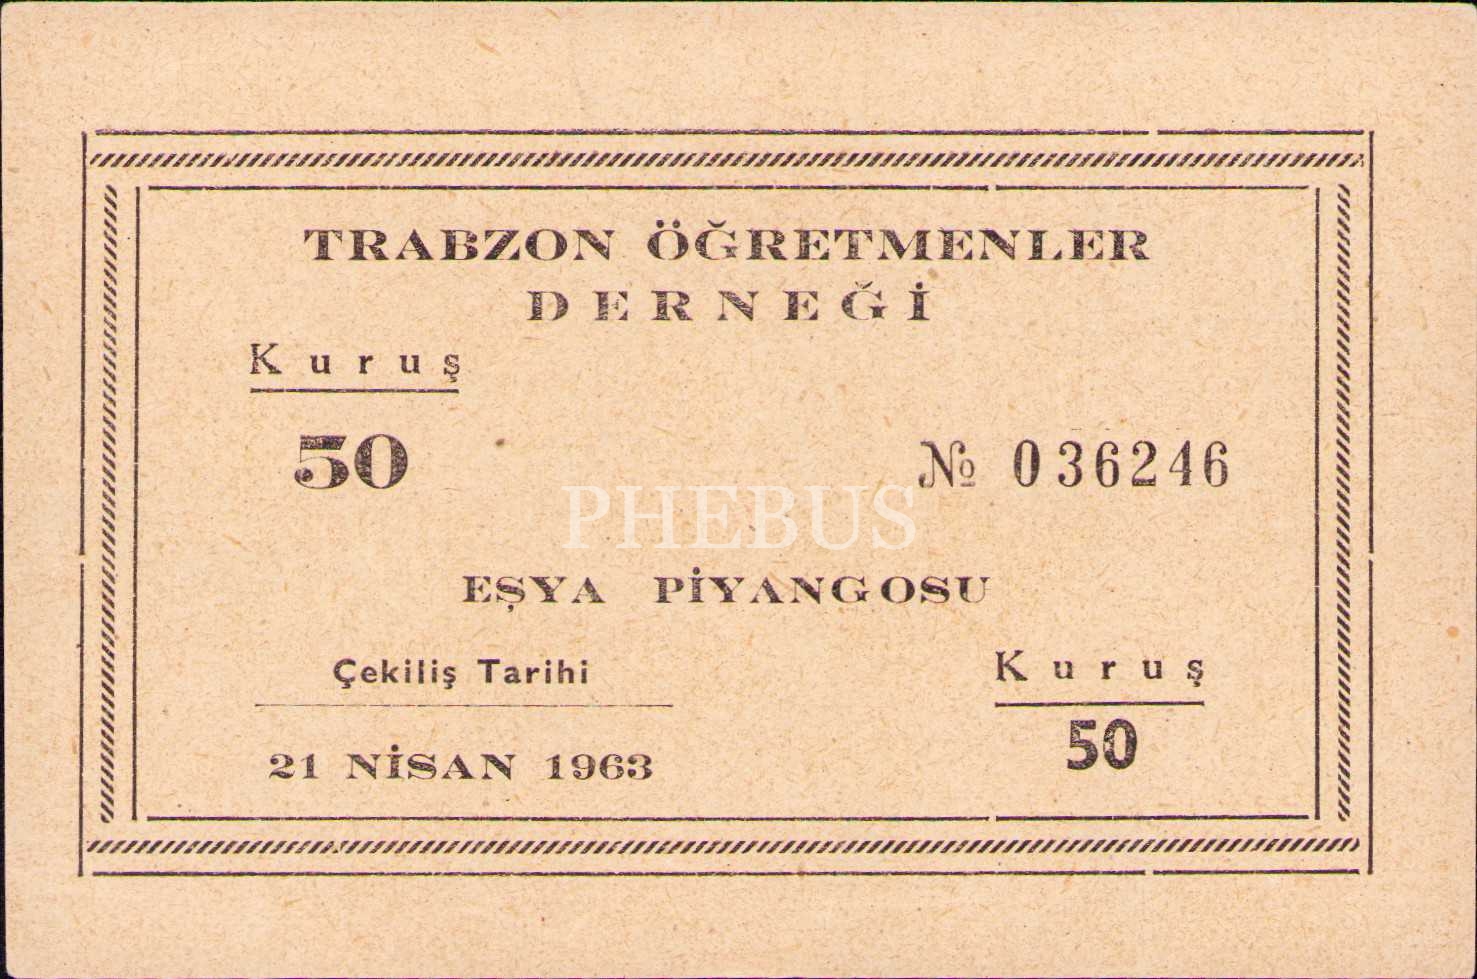 TRABZON ÖĞRETMENLER
DERNEĞİ
Kuruş
50
№ 036246
PHEBUS
EŞYA PİYANGOSU
Çekiliş Tarihi
21 NİSAN 1963
Kuruş
50